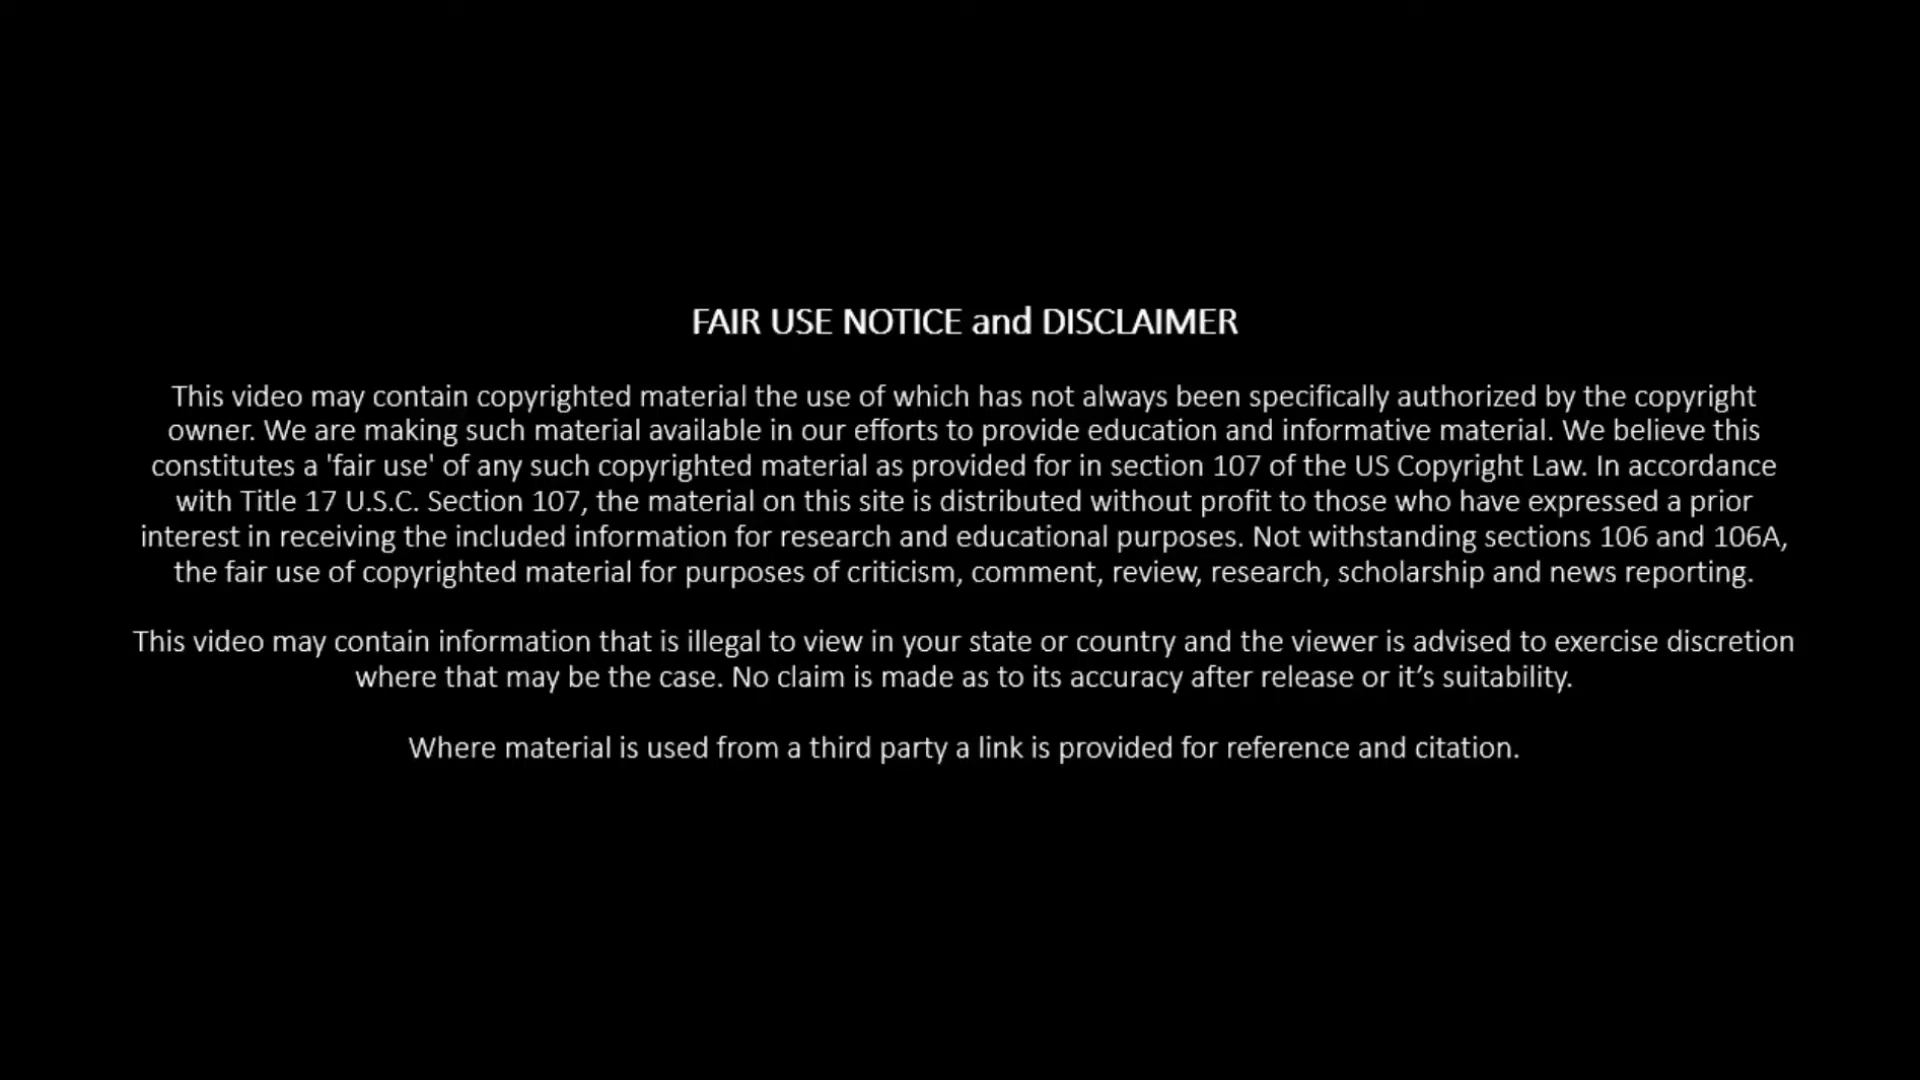 FAIR USE NOTICE and DISCLAIMER
This video may contain copyrighted material the use of which has not always been specifically authorized by the copyright
owner. We are making such material available in our efforts to provide education and informative material. We believe this
constitutes a 'fair use' of any such copyrighted material as provided for in section 107 of the US Copyright Law. In accordance
with Title 17 U.S.C. Section 107, the material on this site is distributed without profit to those who have expressed a prior
interest in receiving the included information for research and educational purposes. Not withstanding sections 106 and 106A,
the fair use of copyrighted material for purposes of criticism, comment, review, research, scholarship and news reporting.
This video may contain information that is illegal to view in your state or country and the viewer is advised to exercise discretion
where that may be the case. No claim is made as to its accuracy after release or it’s suitability.
Where material is used from a third party a link is provided for reference and citation.